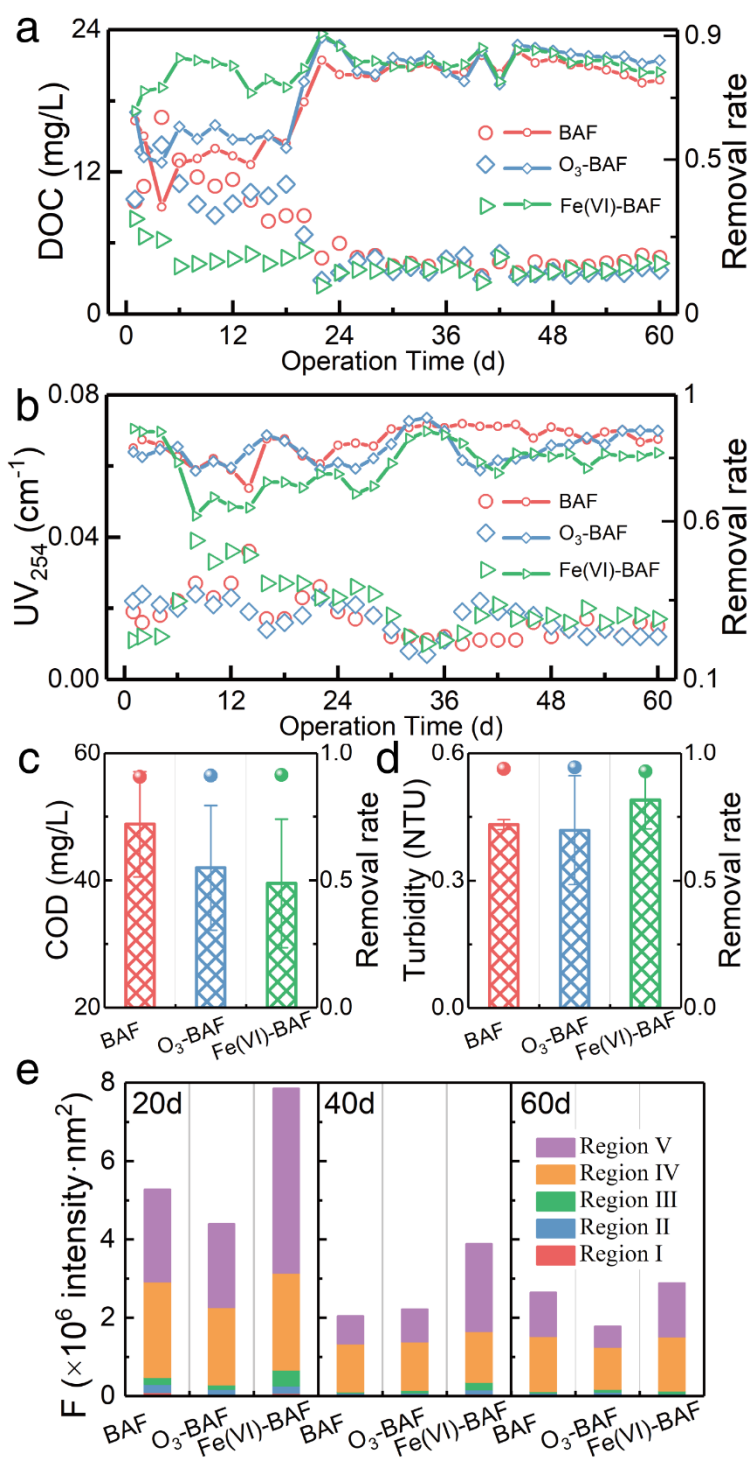 a
24
12
0
DOC (mg/L)
0.9
0.5
0
Removal rate
BAF
O₃-BAF
Fe(VI)-BAF
0 12 24 36 48 60
Operation Time (d)
b
0.08
0.04
0.00
UV₂₅₄ (cm⁻¹)
1
0.6
0.1
Removal rate
BAF
O₃-BAF
Fe(VI)-BAF
0 12 24 36 48 60
Operation Time (d)
c
60
40
20
COD (mg/L)
1.0
0.5
0.0
Removal rate
BAF
O₃-BAF
Fe(VI)-BAF
d
0.6
0.3
0.0
Turbidity (NTU)
1.0
0.5
0.0
Removal rate
BAF
O₃-BAF
Fe(VI)-BAF
e
8
6
4
2
0
F (×10⁶ intensity·nm²)
20d
40d
60d
Region V
Region IV
Region III
Region II
Region I
BAF
O₃-BAF
Fe(VI)-BAF
BAF
O₃-BAF
Fe(VI)-BAF
BAF
O₃-BAF
Fe(VI)-BAF